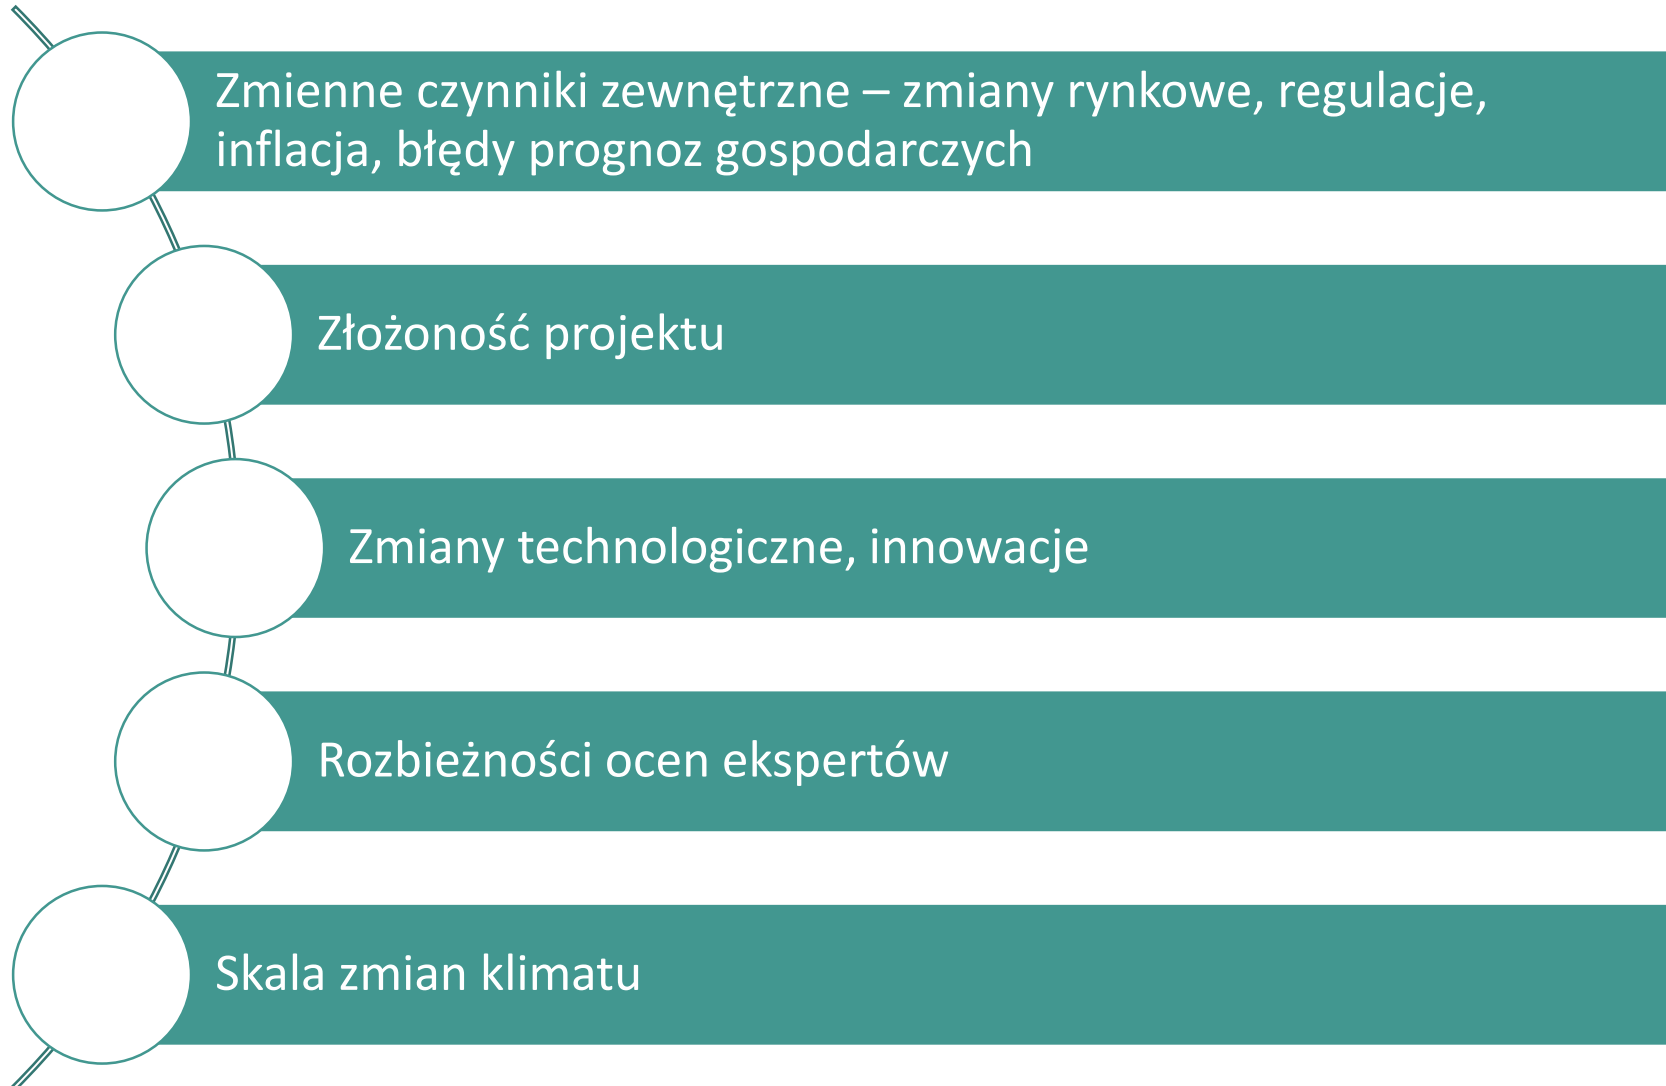 Zmienne czynniki zewnętrzne – zmiany rynkowe, regulacje,
inflacja, błędy prognoz gospodarczych
Złożoność projektu
Zmiany technologiczne, innowacje
Rozbieżności ocen ekspertów
Skala zmian klimatu